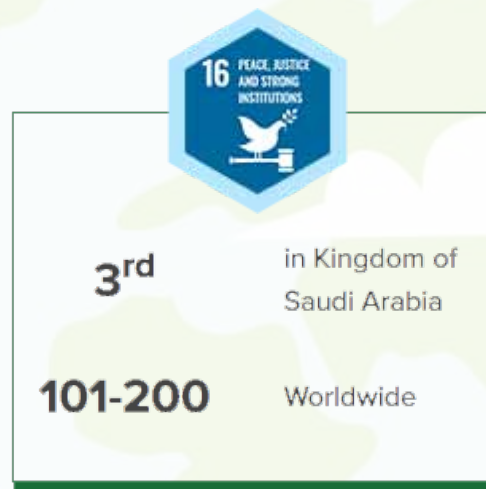 16 PEACE, JUSTICE
AND STRONG
INSTITUTIONS
3rd
in Kingdom of
Saudi Arabia
101-200
Worldwide